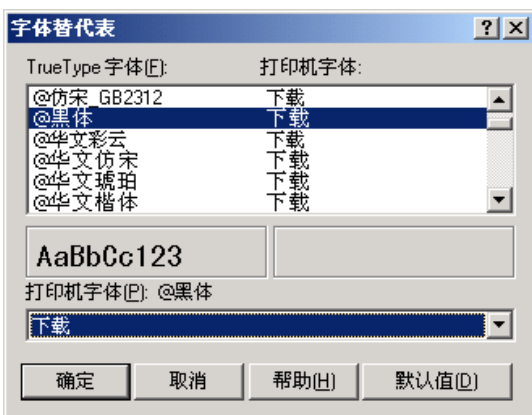 字体替代表
TrueType 字体(F): 打印机字体:
@仿宋_GB2312 下载
@黑体 下载
@华文彩云 下载
@华文仿宋 下载
@华文琥珀 下载
@华文楷体 下载
AaBbCc123
打印机字体(P): @黑体
下载
确定 取消 帮助(H) 默认值(D)